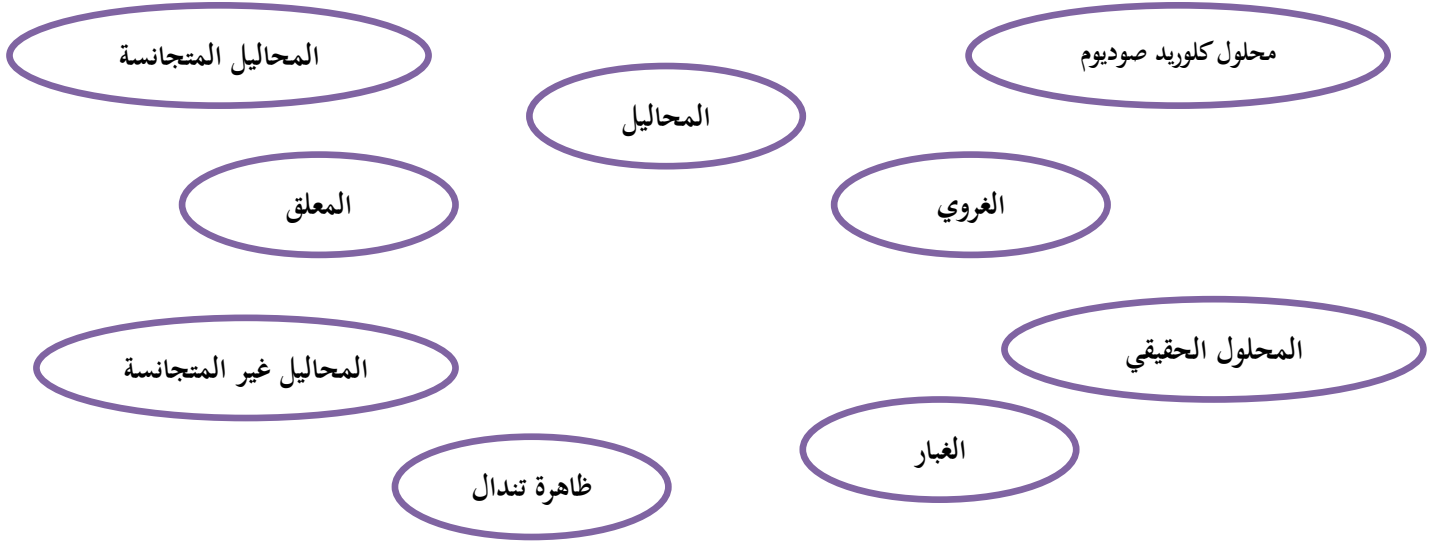 محلول كلوريد صوديوم
المحاليل المتجانسة
المحاليل
الغروي
المعلق
المحلول الحقيقي
المحاليل غير المتجانسة
الغبار
ظاهرة تندال